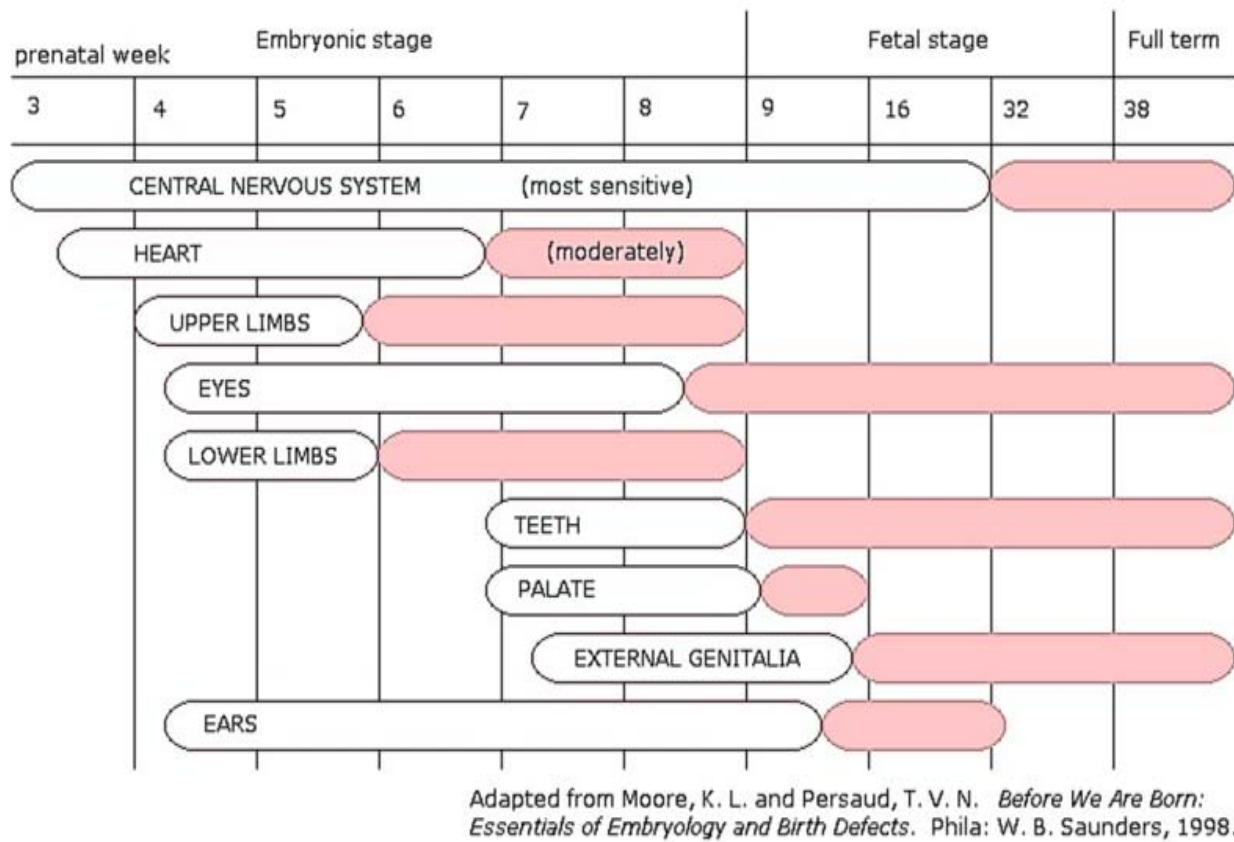 Embryonic stage Fetal stage Full term
prenatal week
3 4 5 6 7 8 9 16 32 38
CENTRAL NERVOUS SYSTEM (most sensitive)
HEART (moderately)
UPPER LIMBS
EYES
LOWER LIMBS
TEETH
PALATE
EXTERNAL GENITALIA
EARS
Adapted from Moore, K. L. and Persaud, T. V. N. Before We Are Born:
Essentials of Embryology and Birth Defects. Phila: W. B. Saunders, 1998.